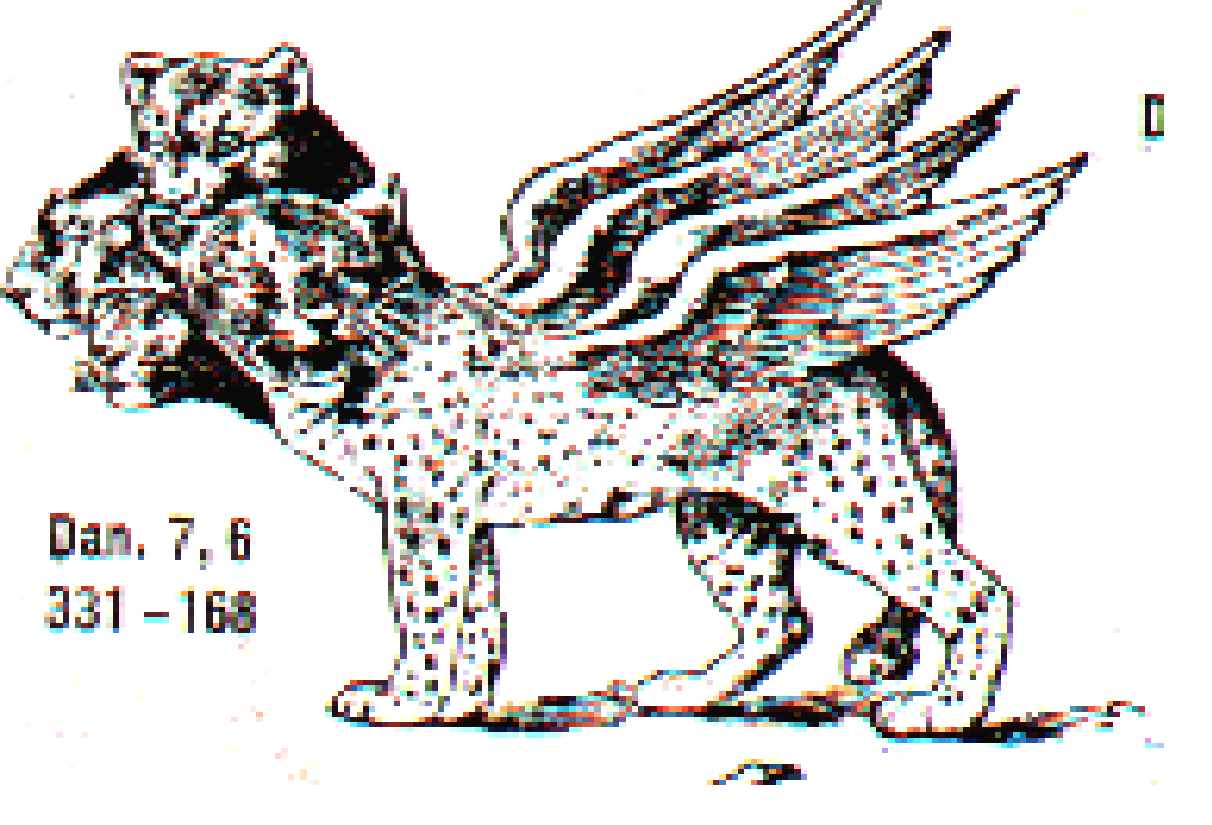 Dan. 7, 6
331 – 168
D